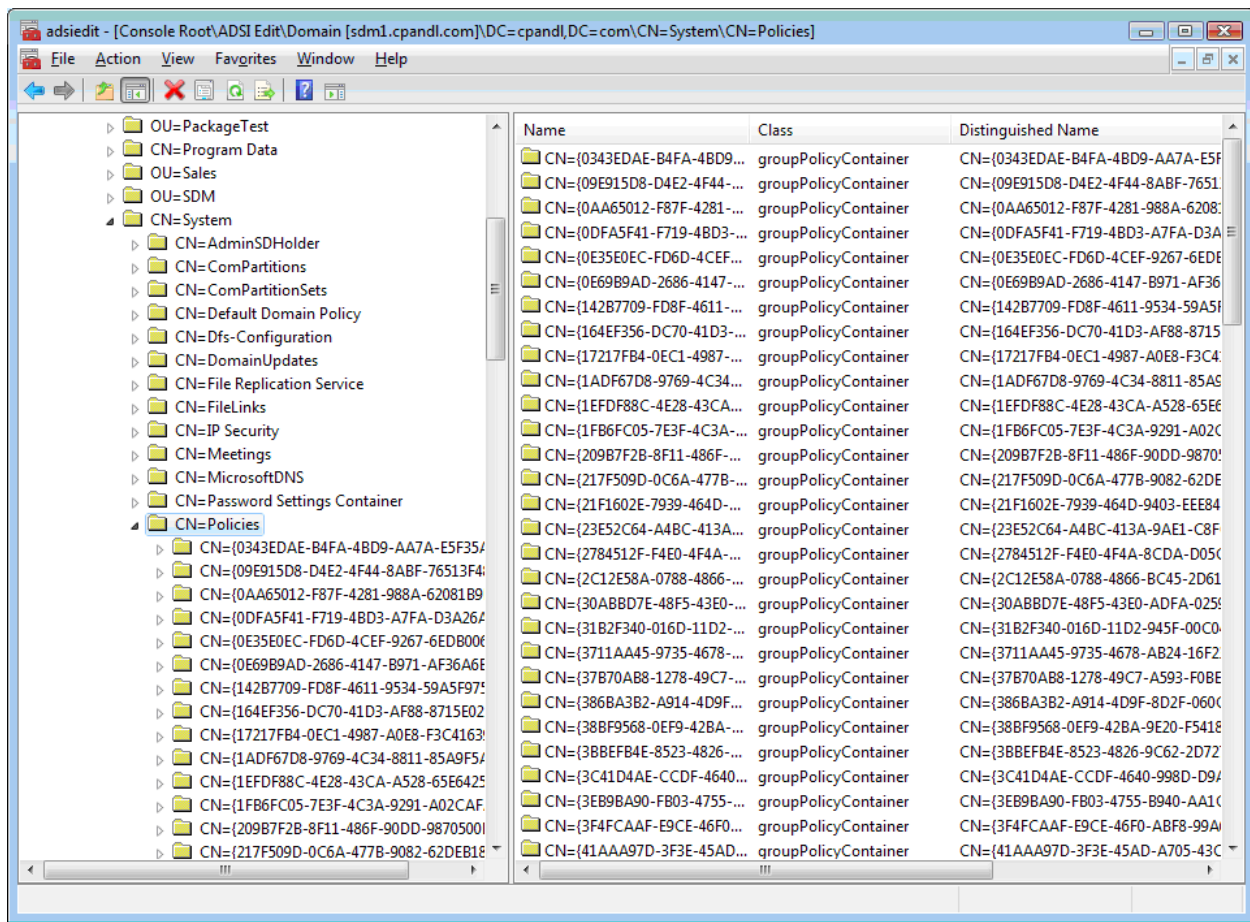 adsiedit - [Console Root\ADSI Edit\Domain [sdm1.cpandl.com]\DC=cpandl,DC=com\CN=System\CN=Policies]
File Action View Favorites Window Help
OU=PackageTest
CN=Program Data
OU=Sales
OU=SDM
CN=System
CN=AdminSDHolder
CN=ComPartitions
CN=ComPartitionSets
CN=Default Domain Policy
CN=Dfs-Configuration
CN=DomainUpdates
CN=File Replication Service
CN=FileLinks
CN=IP Security
CN=Meetings
CN=MicrosoftDNS
CN=Password Settings Container
CN=Policies
CN={0343EDAE-B4FA-4BD9-AA7A-E5F35A
CN={09E915D8-D4E2-4F44-8ABF-76513F48
CN={0AA65012-F87F-4281-988A-62081B9
CN={0DFA5F41-F719-4BD3-A7FA-D3A26A
CN={0E35E0EC-FD6D-4CEF-9267-6EDB006
CN={0E69B9AD-2686-4147-B971-AF36A6E
CN={142B7709-FD8F-4611-9534-59A5F975
CN={164EF356-DC70-41D3-AF88-8715E02
CN={17217FB4-0EC1-4987-A0E8-F3C4163
CN={1ADF67D8-9769-4C34-8811-85A9F5A
CN={1EFDF88C-4E28-43CA-A528-65E6425
CN={1FB6FC05-7E3F-4C3A-9291-A02CAF
CN={209B7F2B-8F11-486F-90DD-9870500
CN={217F509D-0C6A-477B-9082-62DEB18
Name Class Distinguished Name
CN={0343EDAE-B4FA-4BD9... groupPolicyContainer CN={0343EDAE-B4FA-4BD9-AA7A-E5F
CN={09E915D8-D4E2-4F44-... groupPolicyContainer CN={09E915D8-D4E2-4F44-8ABF-7651
CN={0AA65012-F87F-4281-... groupPolicyContainer CN={0AA65012-F87F-4281-988A-6208
CN={0DFA5F41-F719-4BD3-... groupPolicyContainer CN={0DFA5F41-F719-4BD3-A7FA-D3A
CN={0E35E0EC-FD6D-4CEF... groupPolicyContainer CN={0E35E0EC-FD6D-4CEF-9267-6EDB
CN={0E69B9AD-2686-4147-... groupPolicyContainer CN={0E69B9AD-2686-4147-B971-AF36
CN={142B7709-FD8F-4611-... groupPolicyContainer CN={142B7709-FD8F-4611-9534-59A5F
CN={164EF356-DC70-41D3-... groupPolicyContainer CN={164EF356-DC70-41D3-AF88-8715
CN={17217FB4-0EC1-4987-... groupPolicyContainer CN={17217FB4-0EC1-4987-A0E8-F3C4
CN={1ADF67D8-9769-4C34... groupPolicyContainer CN={1ADF67D8-9769-4C34-8811-85A9
CN={1EFDF88C-4E28-43CA... groupPolicyContainer CN={1EFDF88C-4E28-43CA-A528-65E6
CN={1FB6FC05-7E3F-4C3A-... groupPolicyContainer CN={1FB6FC05-7E3F-4C3A-9291-A02C
CN={209B7F2B-8F11-486F-... groupPolicyContainer CN={209B7F2B-8F11-486F-90DD-9870
CN={217F509D-0C6A-477B-... groupPolicyContainer CN={217F509D-0C6A-477B-9082-62DE
CN={21F1602E-7939-464D-... groupPolicyContainer CN={21F1602E-7939-464D-9403-EEE84
CN={23E52C64-A4BC-413A... groupPolicyContainer CN={23E52C64-A4BC-413A-9AE1-C8F
CN={2784512F-F4E0-4F4A-... groupPolicyContainer CN={2784512F-F4E0-4F4A-8CDA-D05C
CN={2C12E58A-0788-4866-... groupPolicyContainer CN={2C12E58A-0788-4866-BC45-2D61
CN={30ABBD7E-48F5-43E0-... groupPolicyContainer CN={30ABBD7E-48F5-43E0-ADFA-025
CN={31B2F340-016D-11D2-... groupPolicyContainer CN={31B2F340-016D-11D2-945F-00C0
CN={3711AA45-9735-4678-... groupPolicyContainer CN={3711AA45-9735-4678-AB24-16F2
CN={37B70AB8-1278-49C7-... groupPolicyContainer CN={37B70AB8-1278-49C7-A593-F0BE
CN={386BA3B2-A914-4D9F... groupPolicyContainer CN={386BA3B2-A914-4D9F-8D2F-060C
CN={38BF9568-0EF9-42BA-... groupPolicyContainer CN={38BF9568-0EF9-42BA-9E20-F5418
CN={3BBEFB4E-8523-4826-... groupPolicyContainer CN={3BBEFB4E-8523-4826-9C62-2D72
CN={3C41D4AE-CCDF-4640... groupPolicyContainer CN={3C41D4AE-CCDF-4640-998D-D9A
CN={3EB9BA90-FB03-4755-... groupPolicyContainer CN={3EB9BA90-FB03-4755-B940-AA1C
CN={3F4FCAAF-E9CE-46F0... groupPolicyContainer CN={3F4FCAAF-E9CE-46F0-ABF8-99A
CN={41AAA97D-3F3E-45AD... groupPolicyContainer CN={41AAA97D-3F3E-45AD-A705-43C